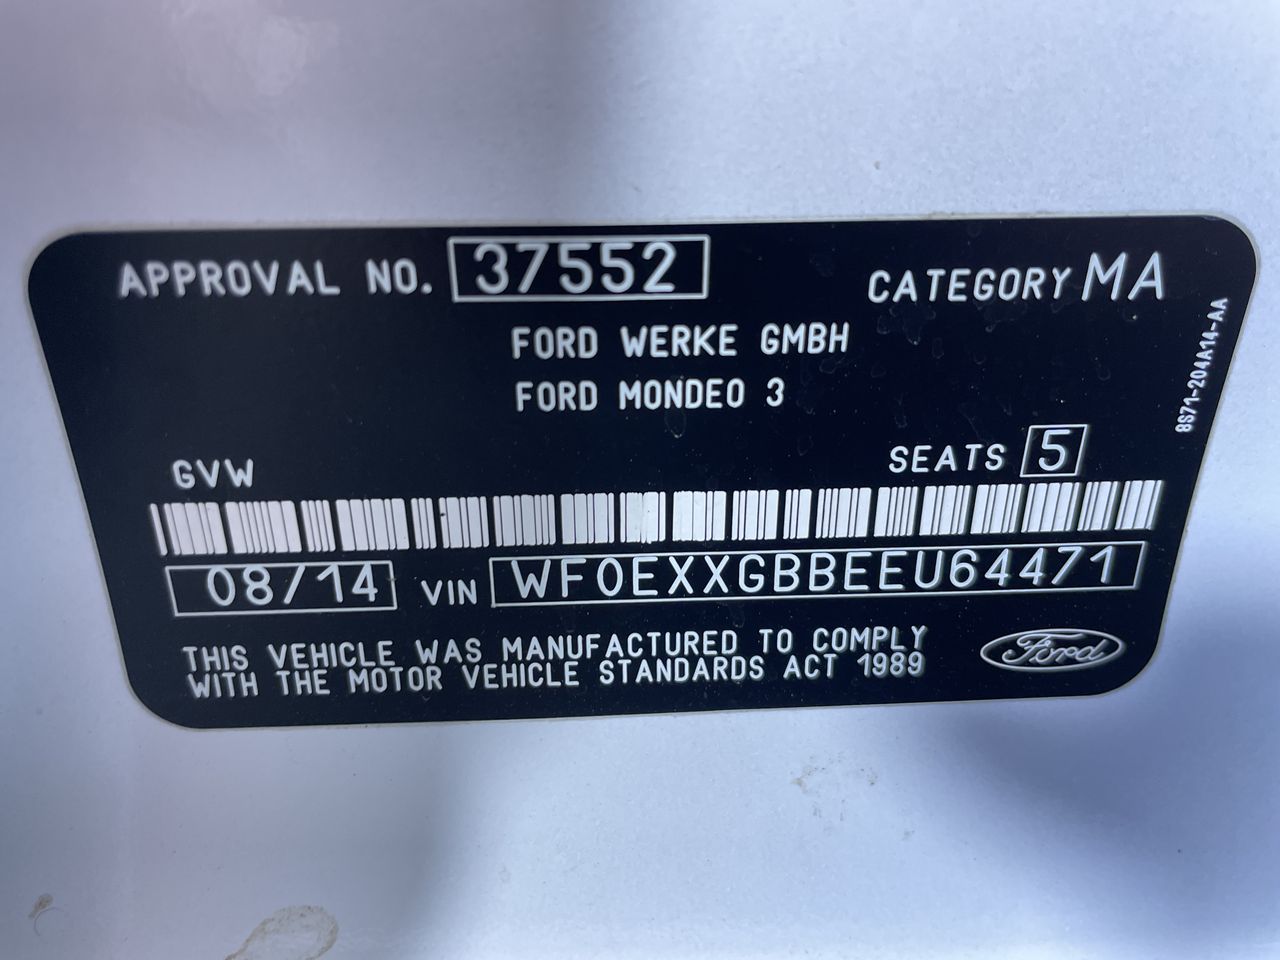 APPROVAL NO. 37552
CATEGORY MA
FORD WERKE GMBH
FORD MONDEO 3
8S71-204A14-AA
GVW
SEATS 5
08/14 VIN WF0EXXGBBEEU64471
THIS VEHICLE WAS MANUFACTURED TO COMPLY
WITH THE MOTOR VEHICLE STANDARDS ACT 1989
Ford